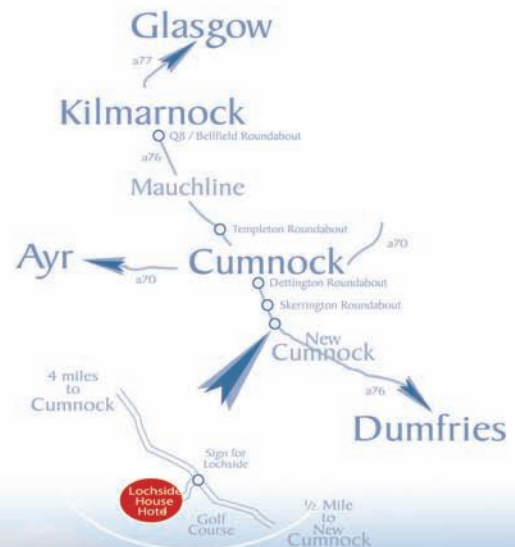 Glasgow
a77
Kilmarnock
Q8 / Bellfield Roundabout
a76
Mauchline
Templeton Roundabout
a70
Ayr
a70
Cumnock
Dettington Roundabout
Skerrington Roundabout
New
Cumnock
a76
Dumfries
4 miles
to
Cumnock
Sign for
Lochside
Lochside
House
Hotel
Golf
Course
½ Mile
to New
Cumnock